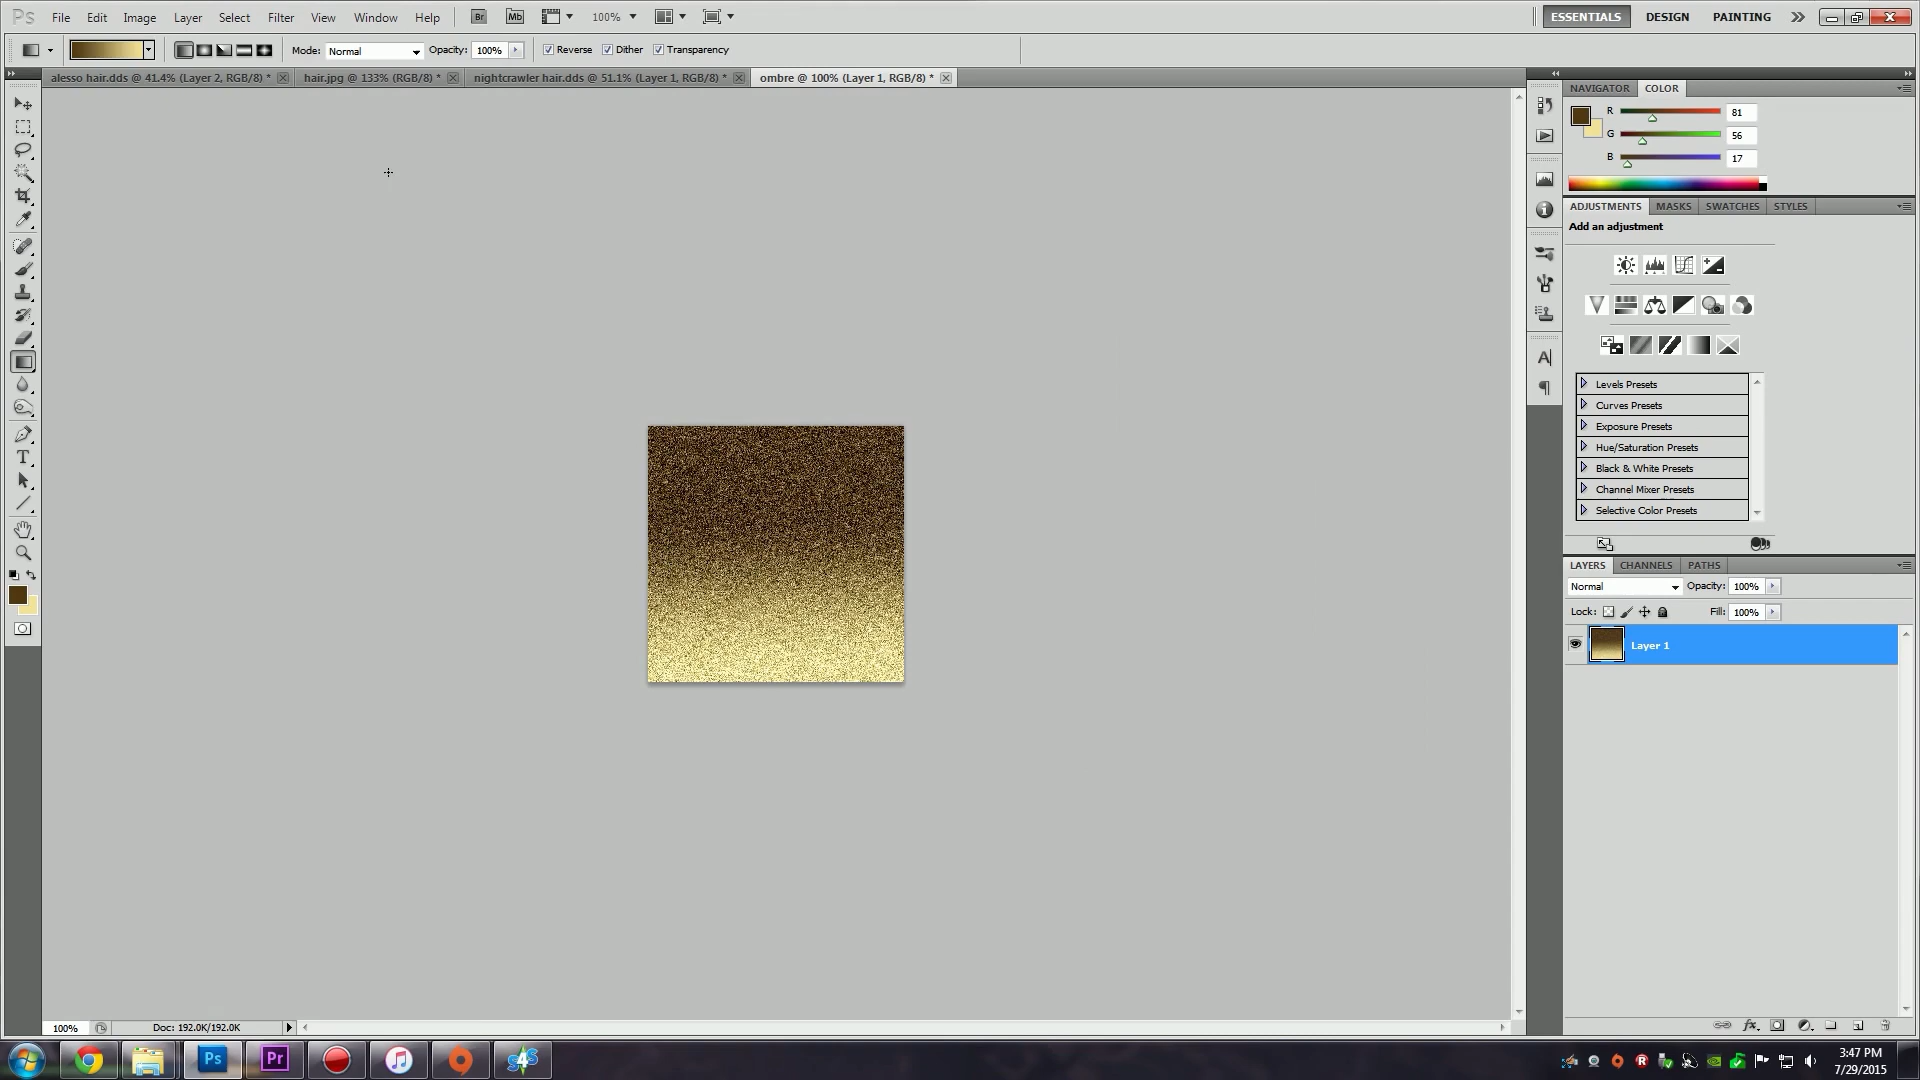 Ps File Edit Image Layer Select Filter View Window Help Br Mb 100% ESSENTIALS DESIGN PAINTING
Mode: Normal Opacity: 100% Reverse Dither Transparency
alesso hair.dds @ 41.4% (Layer 2, RGB/8) * hair.jpg @ 133% (RGB/8) * nightcrawler hair.dds @ 51.1% (Layer 1, RGB/8) * ombre @ 100% (Layer 1, RGB/8) *
NAVIGATOR COLOR
R 81
G 56
B 17
ADJUSTMENTS MASKS SWATCHES STYLES
Add an adjustment
Levels Presets
Curves Presets
Exposure Presets
Hue/Saturation Presets
Black & White Presets
Channel Mixer Presets
Selective Color Presets
LAYERS CHANNELS PATHS
Normal Opacity: 100%
Lock: Fill: 100%
Layer 1
100% Doc: 192.0K/192.0K
Ps Pr S4S
3:47 PM
7/29/2015